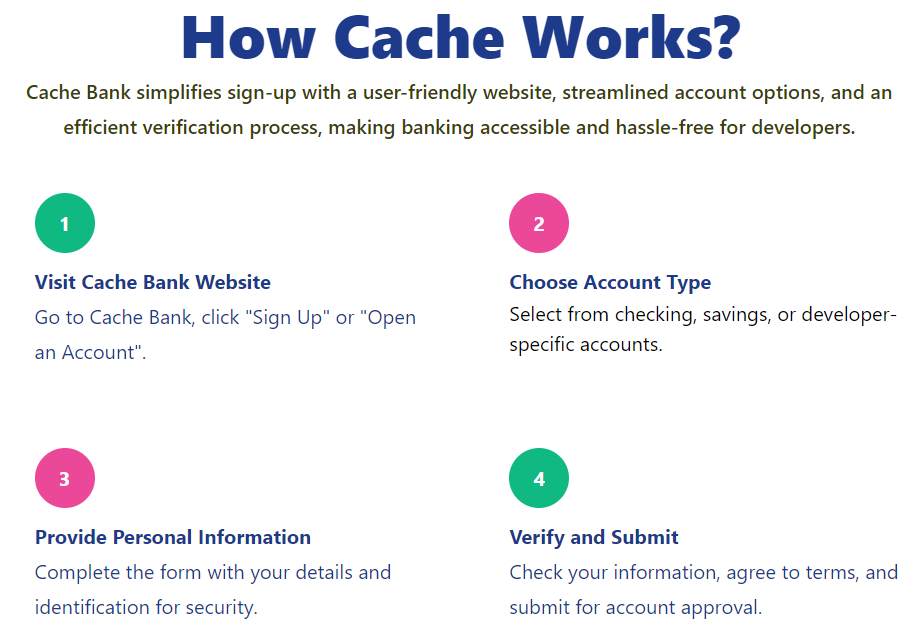 How Cache Works?
Cache Bank simplifies sign-up with a user-friendly website, streamlined account options, and an
efficient verification process, making banking accessible and hassle-free for developers.
1
Visit Cache Bank Website
Go to Cache Bank, click "Sign Up" or "Open
an Account".
2
Choose Account Type
Select from checking, savings, or developer-
specific accounts.
3
Provide Personal Information
Complete the form with your details and
identification for security.
4
Verify and Submit
Check your information, agree to terms, and
submit for account approval.